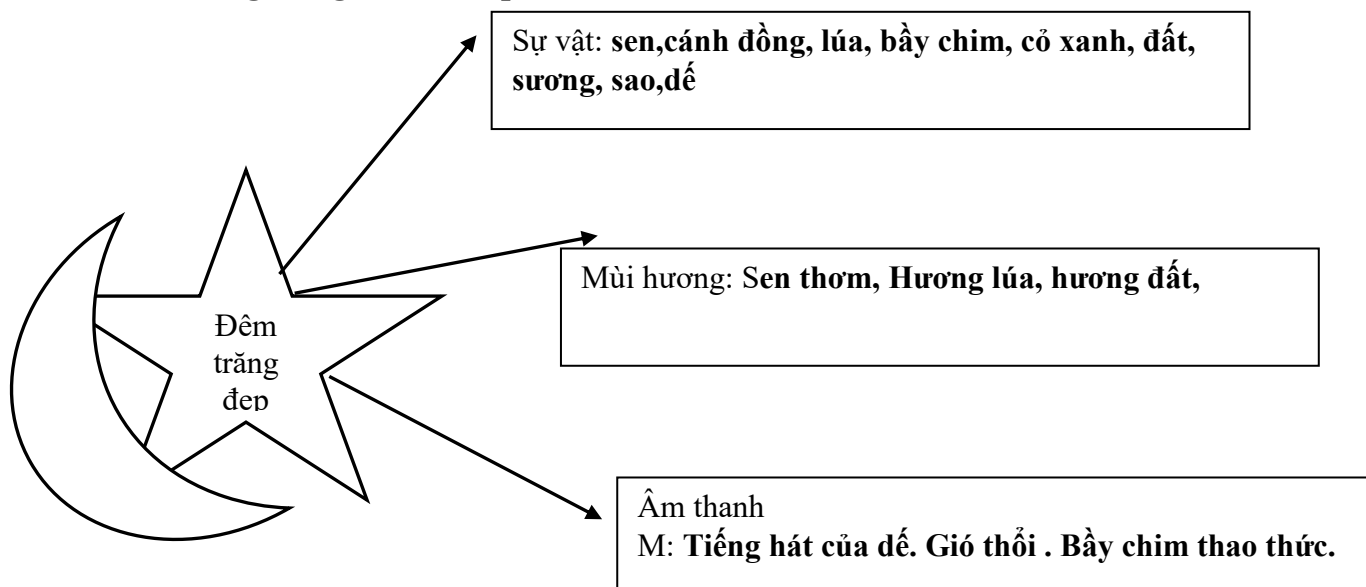 Sự vật: sen,cánh đồng, lúa, bầy chim, cỏ xanh, đất,
sương, sao,dế
Mùi hương: Sen thơm, Hương lúa, hương đất,
Đêm
trăng
đẹp
Âm thanh
M: Tiếng hát của dế. Gió thổi . Bầy chim thao thức.